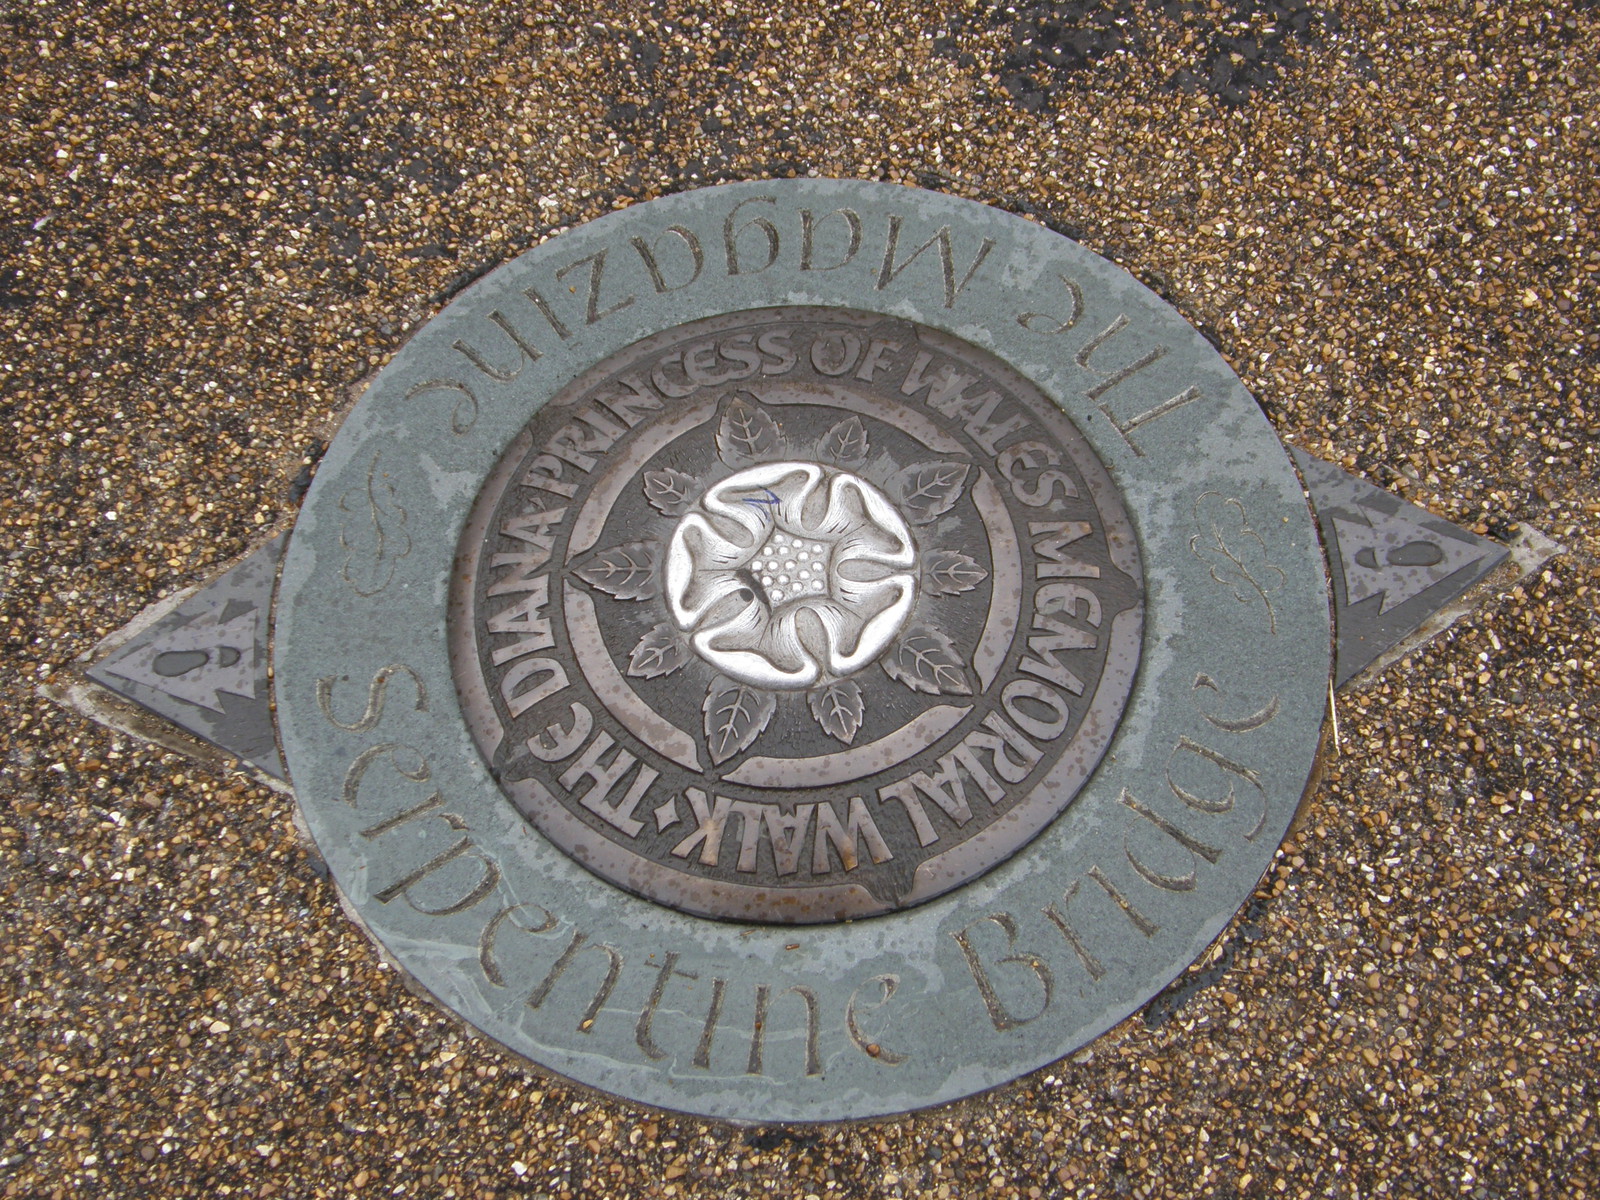 The Magazine
Serpentine Bridge
THE DIANA PRINCESS OF WALES MEMORIAL WALK